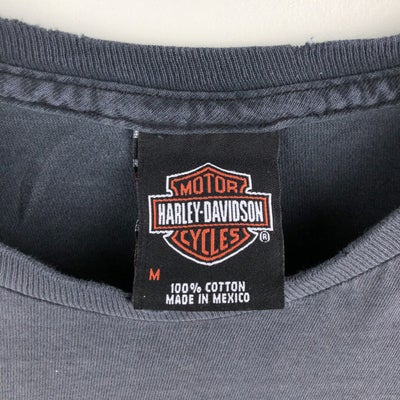 MOTOR
HARLEY-DAVIDSON
CYCLES®
M
100% COTTON
MADE IN MEXICO